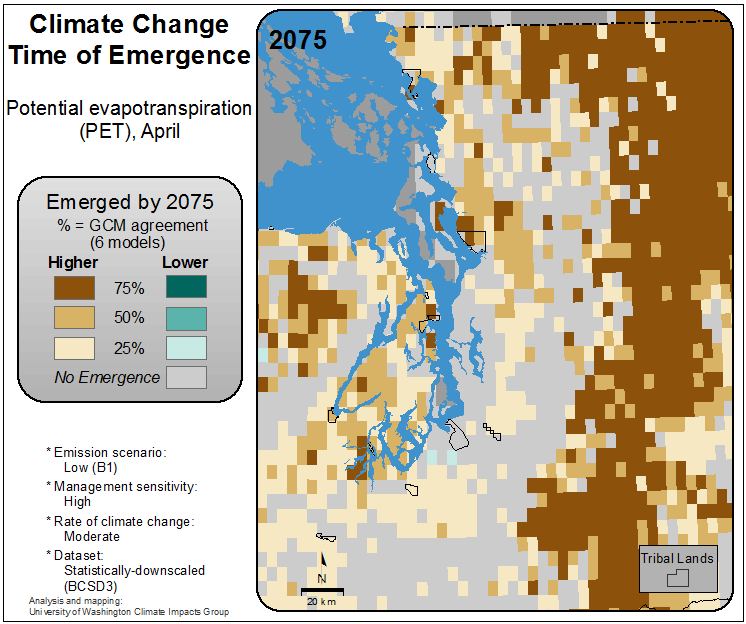 Climate Change
Time of Emergence
Potential evapotranspiration
(PET), April
Emerged by 2075
% = GCM agreement
(6 models)
Higher Lower
75%
50%
25%
No Emergence
* Emission scenario:
Low (B1)
* Management sensitivity:
High
* Rate of climate change:
Moderate
* Dataset:
Statistically-downscaled
(BCSD3)
Analysis and mapping:
University of Washington Climate Impacts Group
2075
N
20 km
Tribal Lands